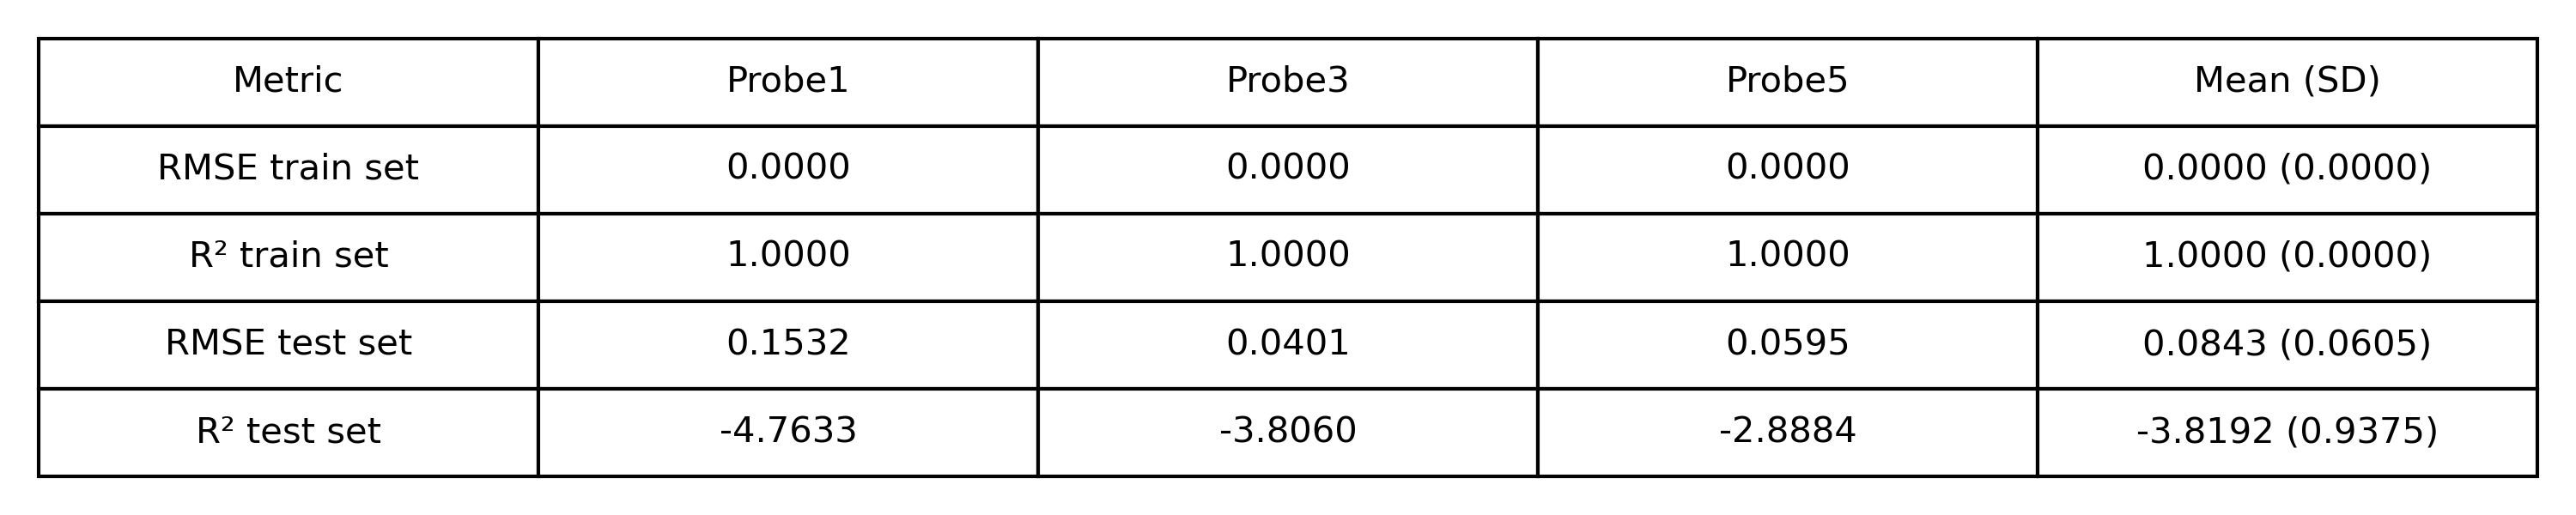 Metric Probe1 Probe3 Probe5 Mean (SD)
RMSE train set 0.0000 0.0000 0.0000 0.0000 (0.0000)
R² train set 1.0000 1.0000 1.0000 1.0000 (0.0000)
RMSE test set 0.1532 0.0401 0.0595 0.0843 (0.0605)
R² test set -4.7633 -3.8060 -2.8884 -3.8192 (0.9375)